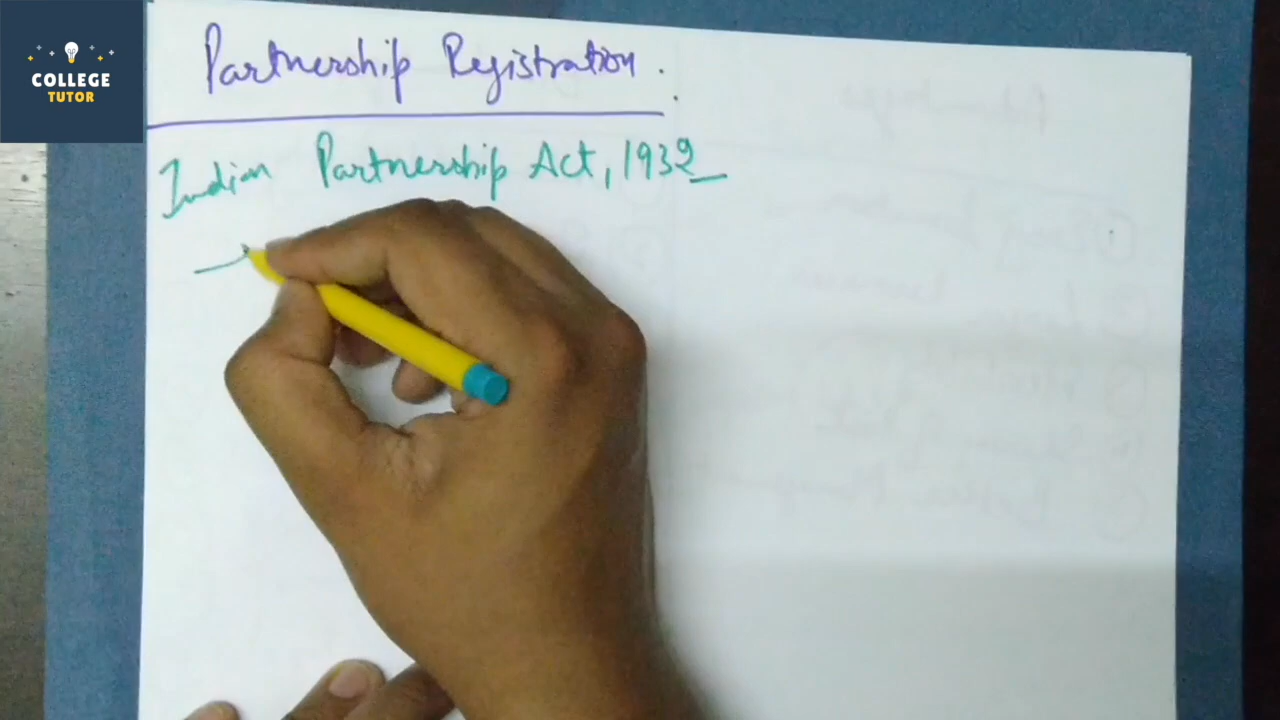 COLLEGE
TUTOR
Partnership Registration.
Indian Partnership Act, 1932